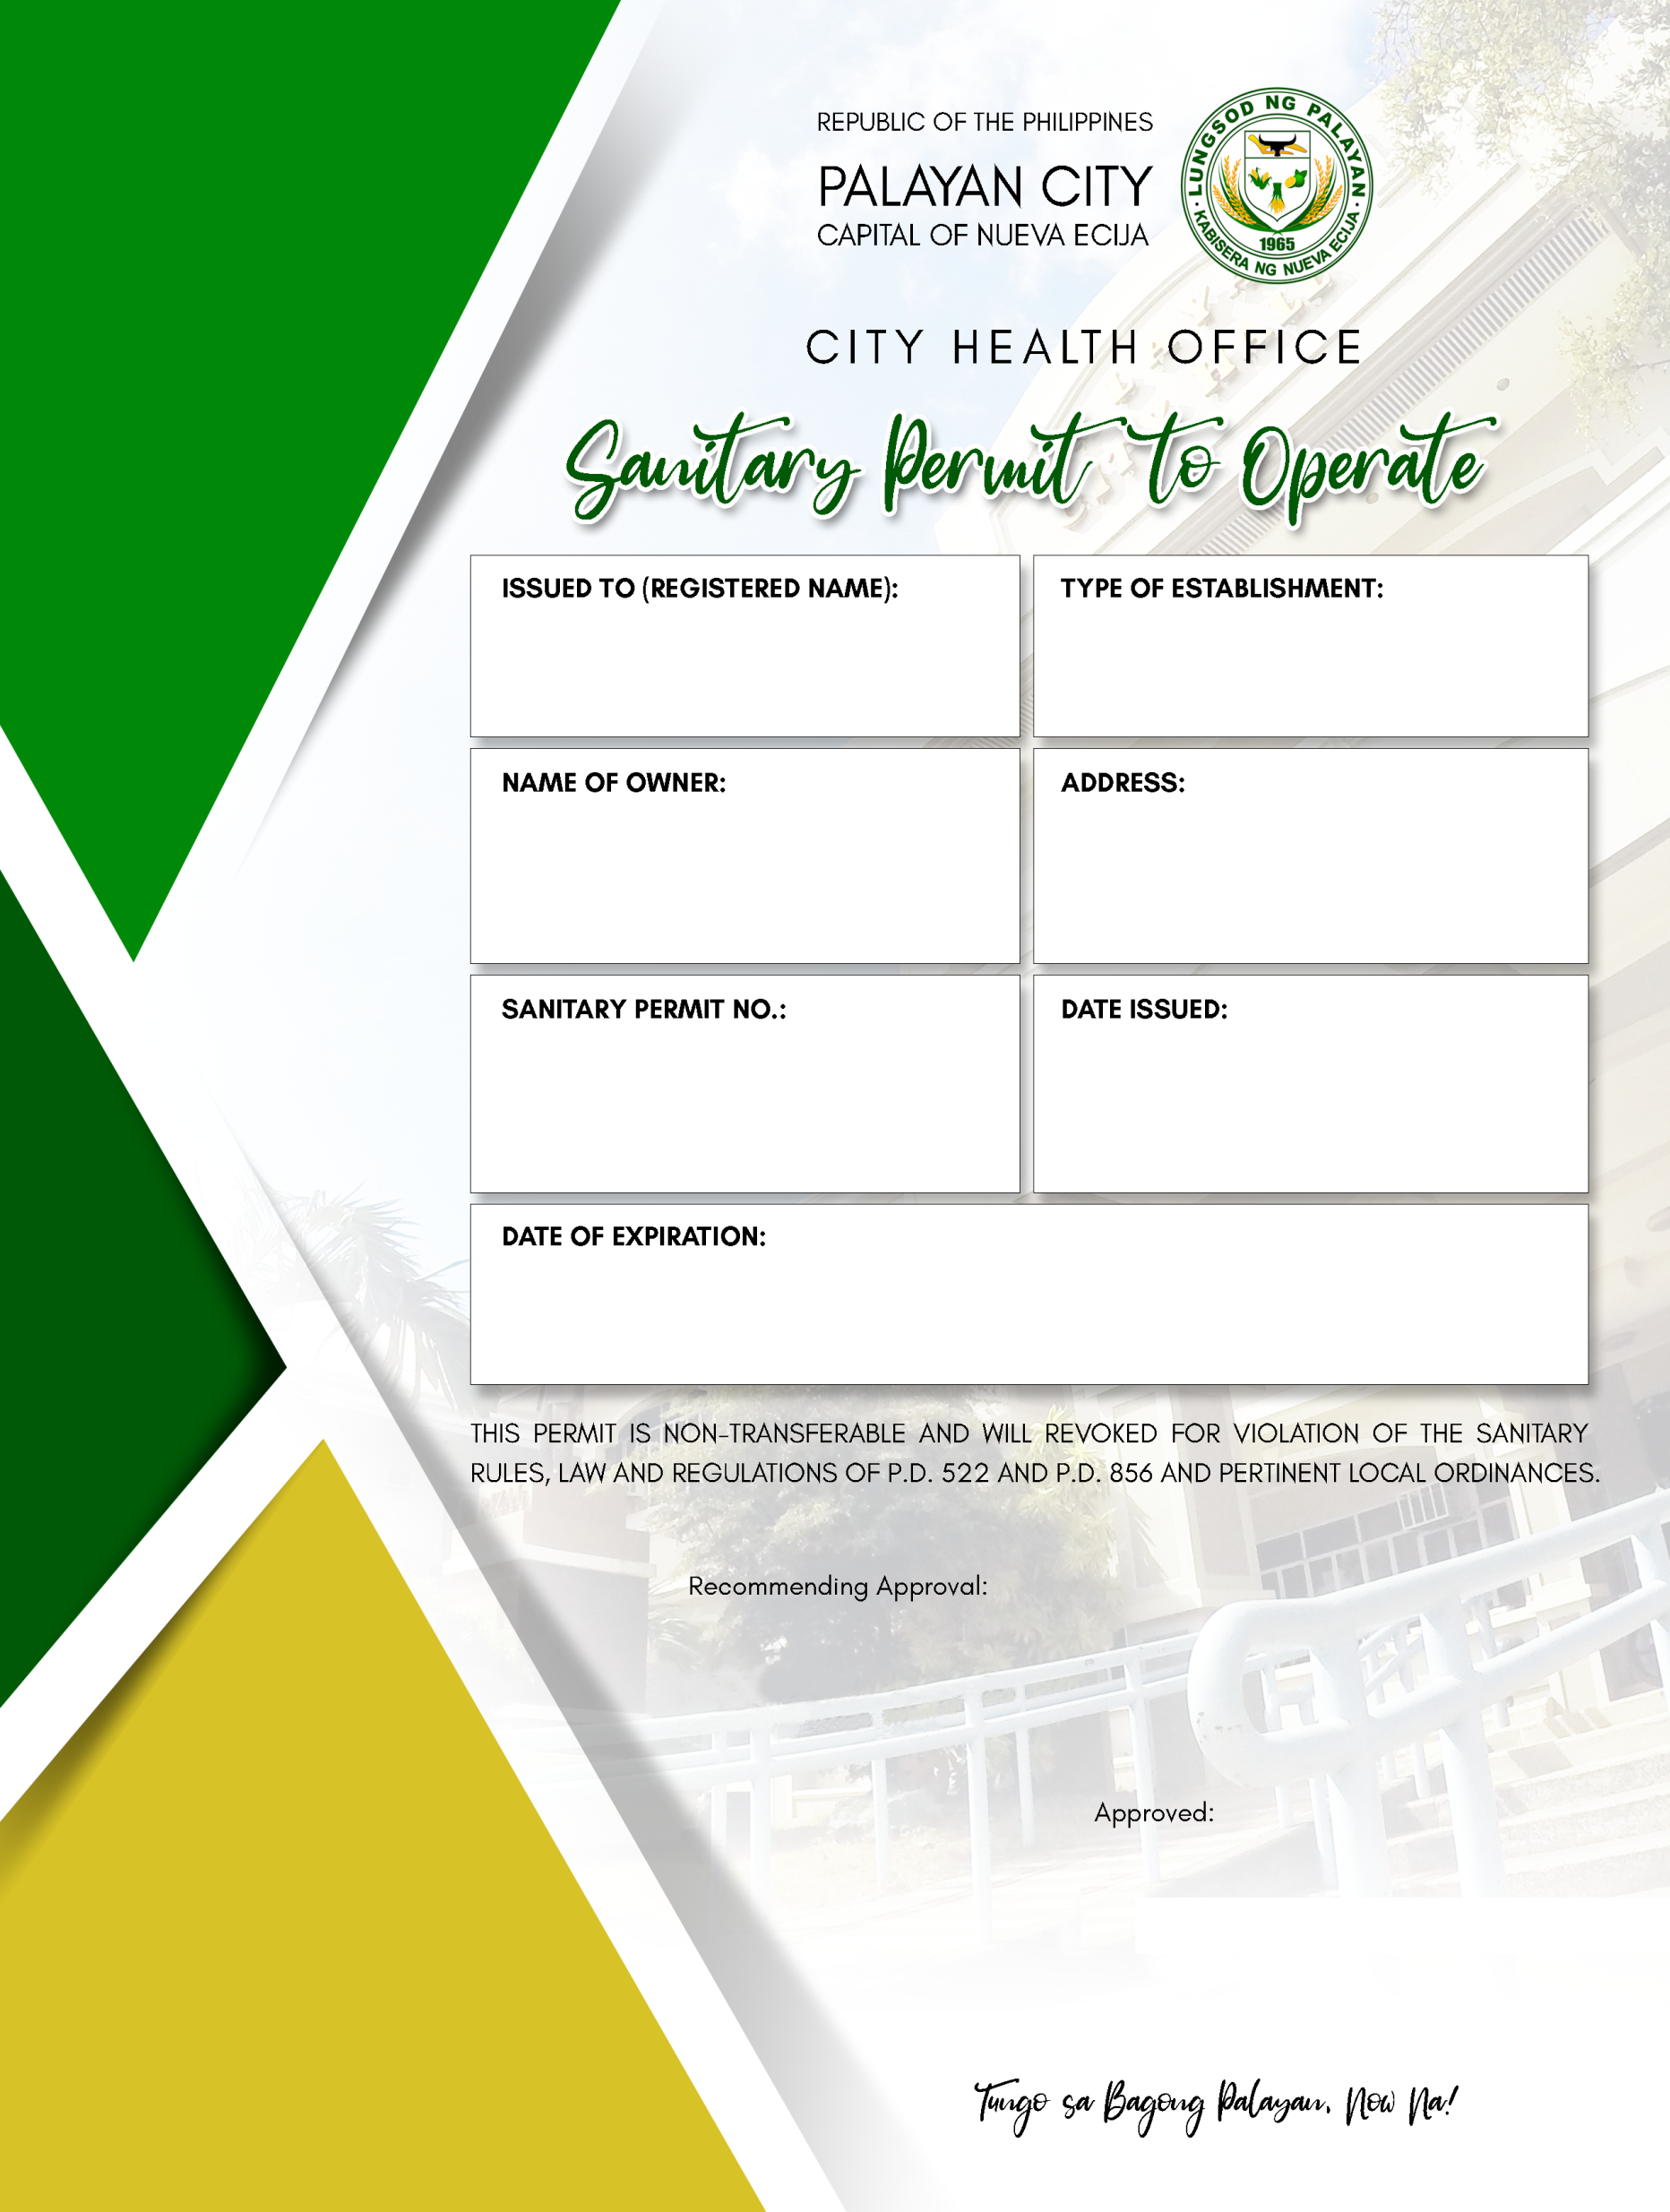 REPUBLIC OF THE PHILIPPINES
PALAYAN CITY
CAPITAL OF NUEVA ECIJA
LUNGSOD NG PALAYAN
1965
KABISERA NG NUEVA ECIJA
CITY HEALTH OFFICE
Sanitary Permit to Operate
ISSUED TO (REGISTERED NAME):
TYPE OF ESTABLISHMENT:
NAME OF OWNER:
ADDRESS:
SANITARY PERMIT NO.:
DATE ISSUED:
DATE OF EXPIRATION:
THIS PERMIT IS NON-TRANSFERABLE AND WILL REVOKED FOR VIOLATION OF THE SANITARY
RULES, LAW AND REGULATIONS OF P.D. 522 AND P.D. 856 AND PERTINENT LOCAL ORDINANCES.
Recommending Approval:
Approved:
Tungo sa Bagong Palayan, Now Na!